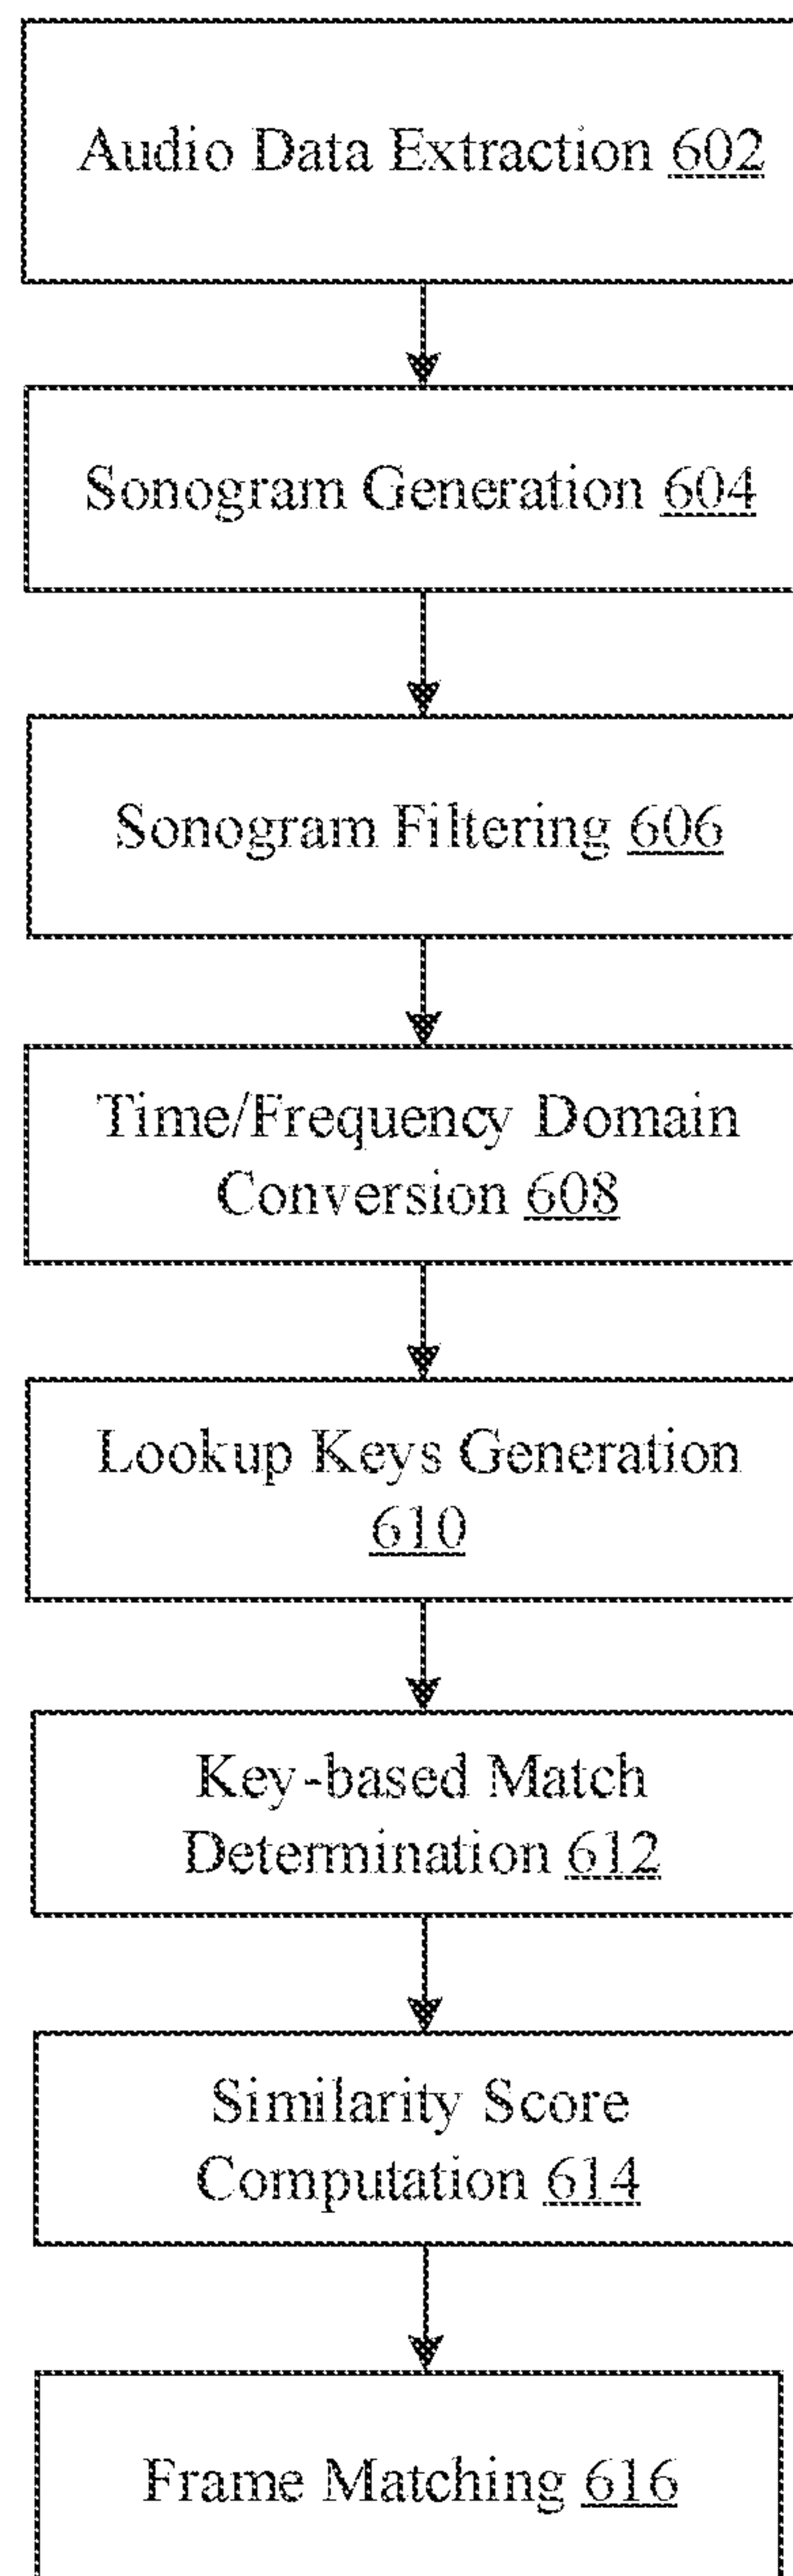 Audio Data Extraction 602
Sonogram Generation 604
Sonogram Filtering 606
Time/Frequency Domain
Conversion 608
Lookup Keys Generation
610
Key-based Match
Determination 612
Similarity Score
Computation 614
Frame Matching 616